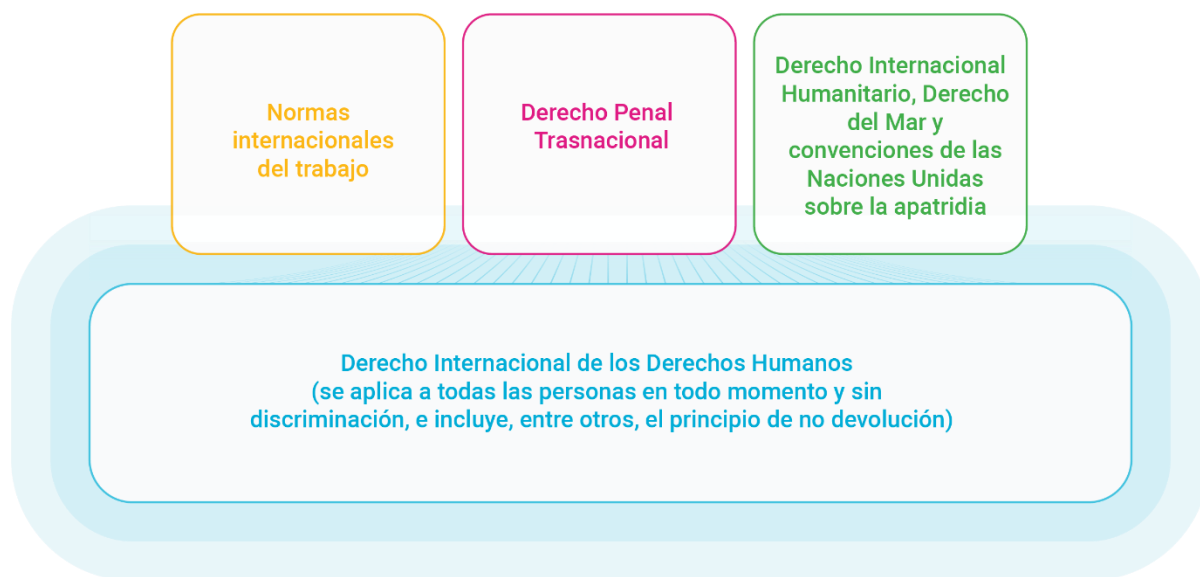 Normas
internacionales
del trabajo
Derecho Penal
Trasnacional
Derecho Internacional
Humanitario, Derecho
del Mar y
convenciones de las
Naciones Unidas
sobre la apatridia
Derecho Internacional de los Derechos Humanos
(se aplica a todas las personas en todo momento y sin
discriminación, e incluye, entre otros, el principio de no devolución)